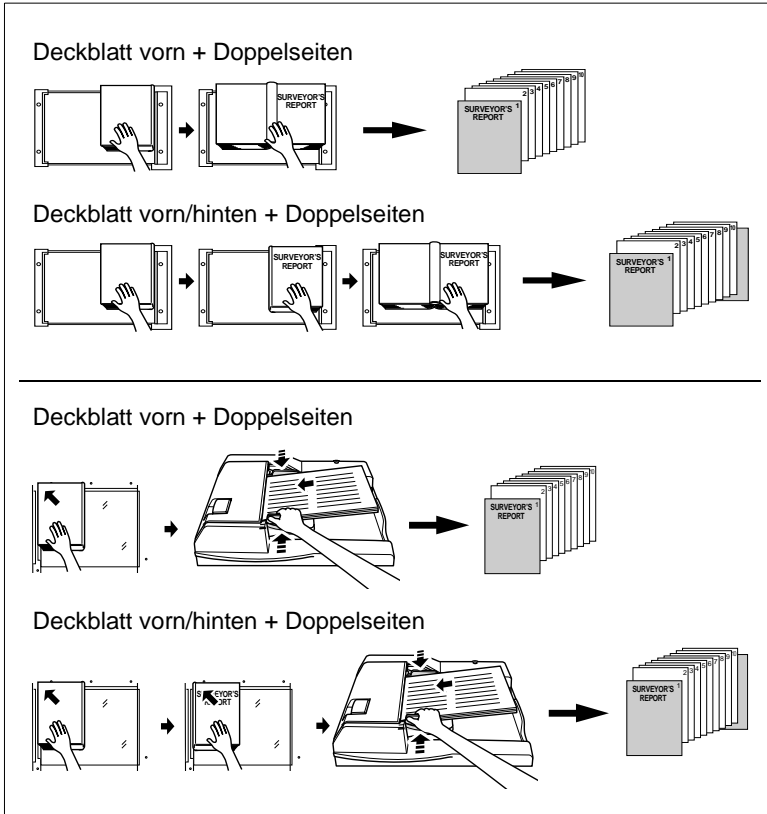 Deckblatt vorn + Doppelseiten
SURVEYOR'S
REPORT
SURVEYOR'S 1 2 3 4 5 6 7 8 9 10
REPORT
Deckblatt vorn/hinten + Doppelseiten
SURVEYOR'S
REPORT
SURVEYOR'S
REPORT
SURVEYOR'S 1 2 3 4 5 6 7 8 9 10
REPORT
Deckblatt vorn + Doppelseiten
SURVEYOR'S 1 2 3 4 5 6 7 8 9 10
REPORT
Deckblatt vorn/hinten + Doppelseiten
SURVEYOR'S 1 2 3 4 5 6 7 8 9 10
REPORT